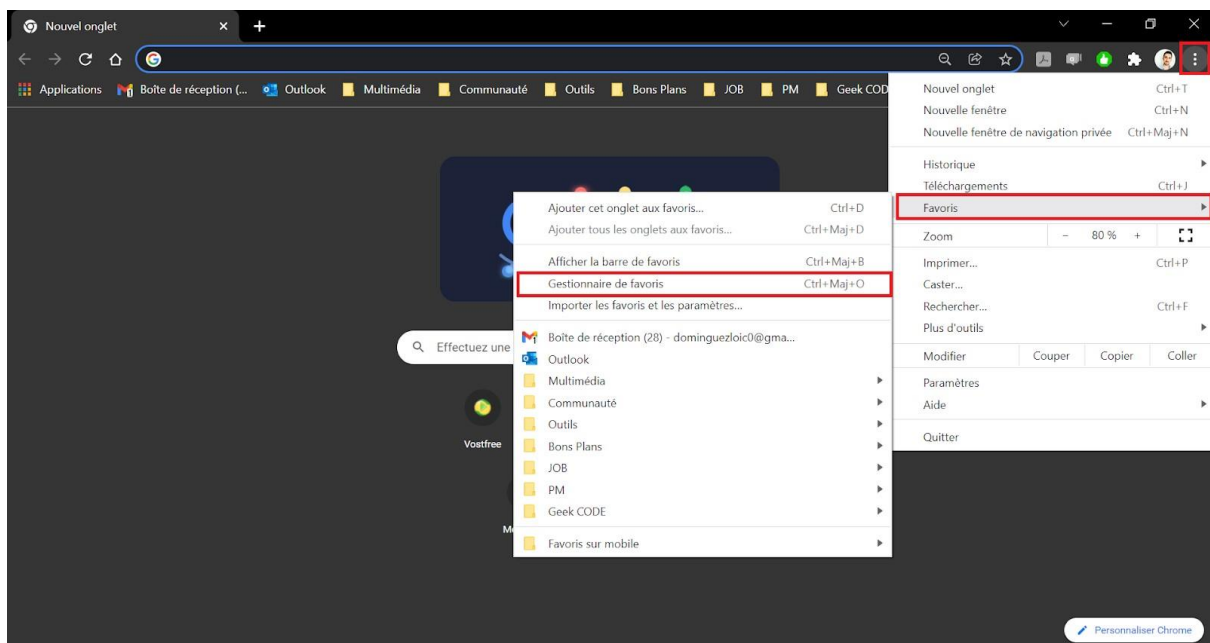 Nouvel onglet
Applications Boîte de réception (... Outlook Multimédia Communauté Outils Bons Plans JOB PM Geek COD
Nouvel onglet Ctrl+T
Nouvelle fenêtre Ctrl+N
Nouvelle fenêtre de navigation privée Ctrl+Maj+N
Historique
Téléchargements Ctrl+J
Favoris
Zoom - 80 % +
Imprimer... Ctrl+P
Caster...
Rechercher... Ctrl+F
Plus d'outils
Modifier Couper Copier Coller
Paramètres
Aide
Quitter
Ajouter cet onglet aux favoris... Ctrl+D
Ajouter tous les onglets aux favoris... Ctrl+Maj+D
Afficher la barre de favoris Ctrl+Maj+B
Gestionnaire de favoris Ctrl+Maj+O
Importer les favoris et les paramètres...
Boîte de réception (28) - dominguezloic0@gma...
Outlook
Multimédia
Communauté
Outils
Bons Plans
JOB
PM
Geek CODE
Favoris sur mobile
Effectuez une
Vostfree
Personnaliser Chrome